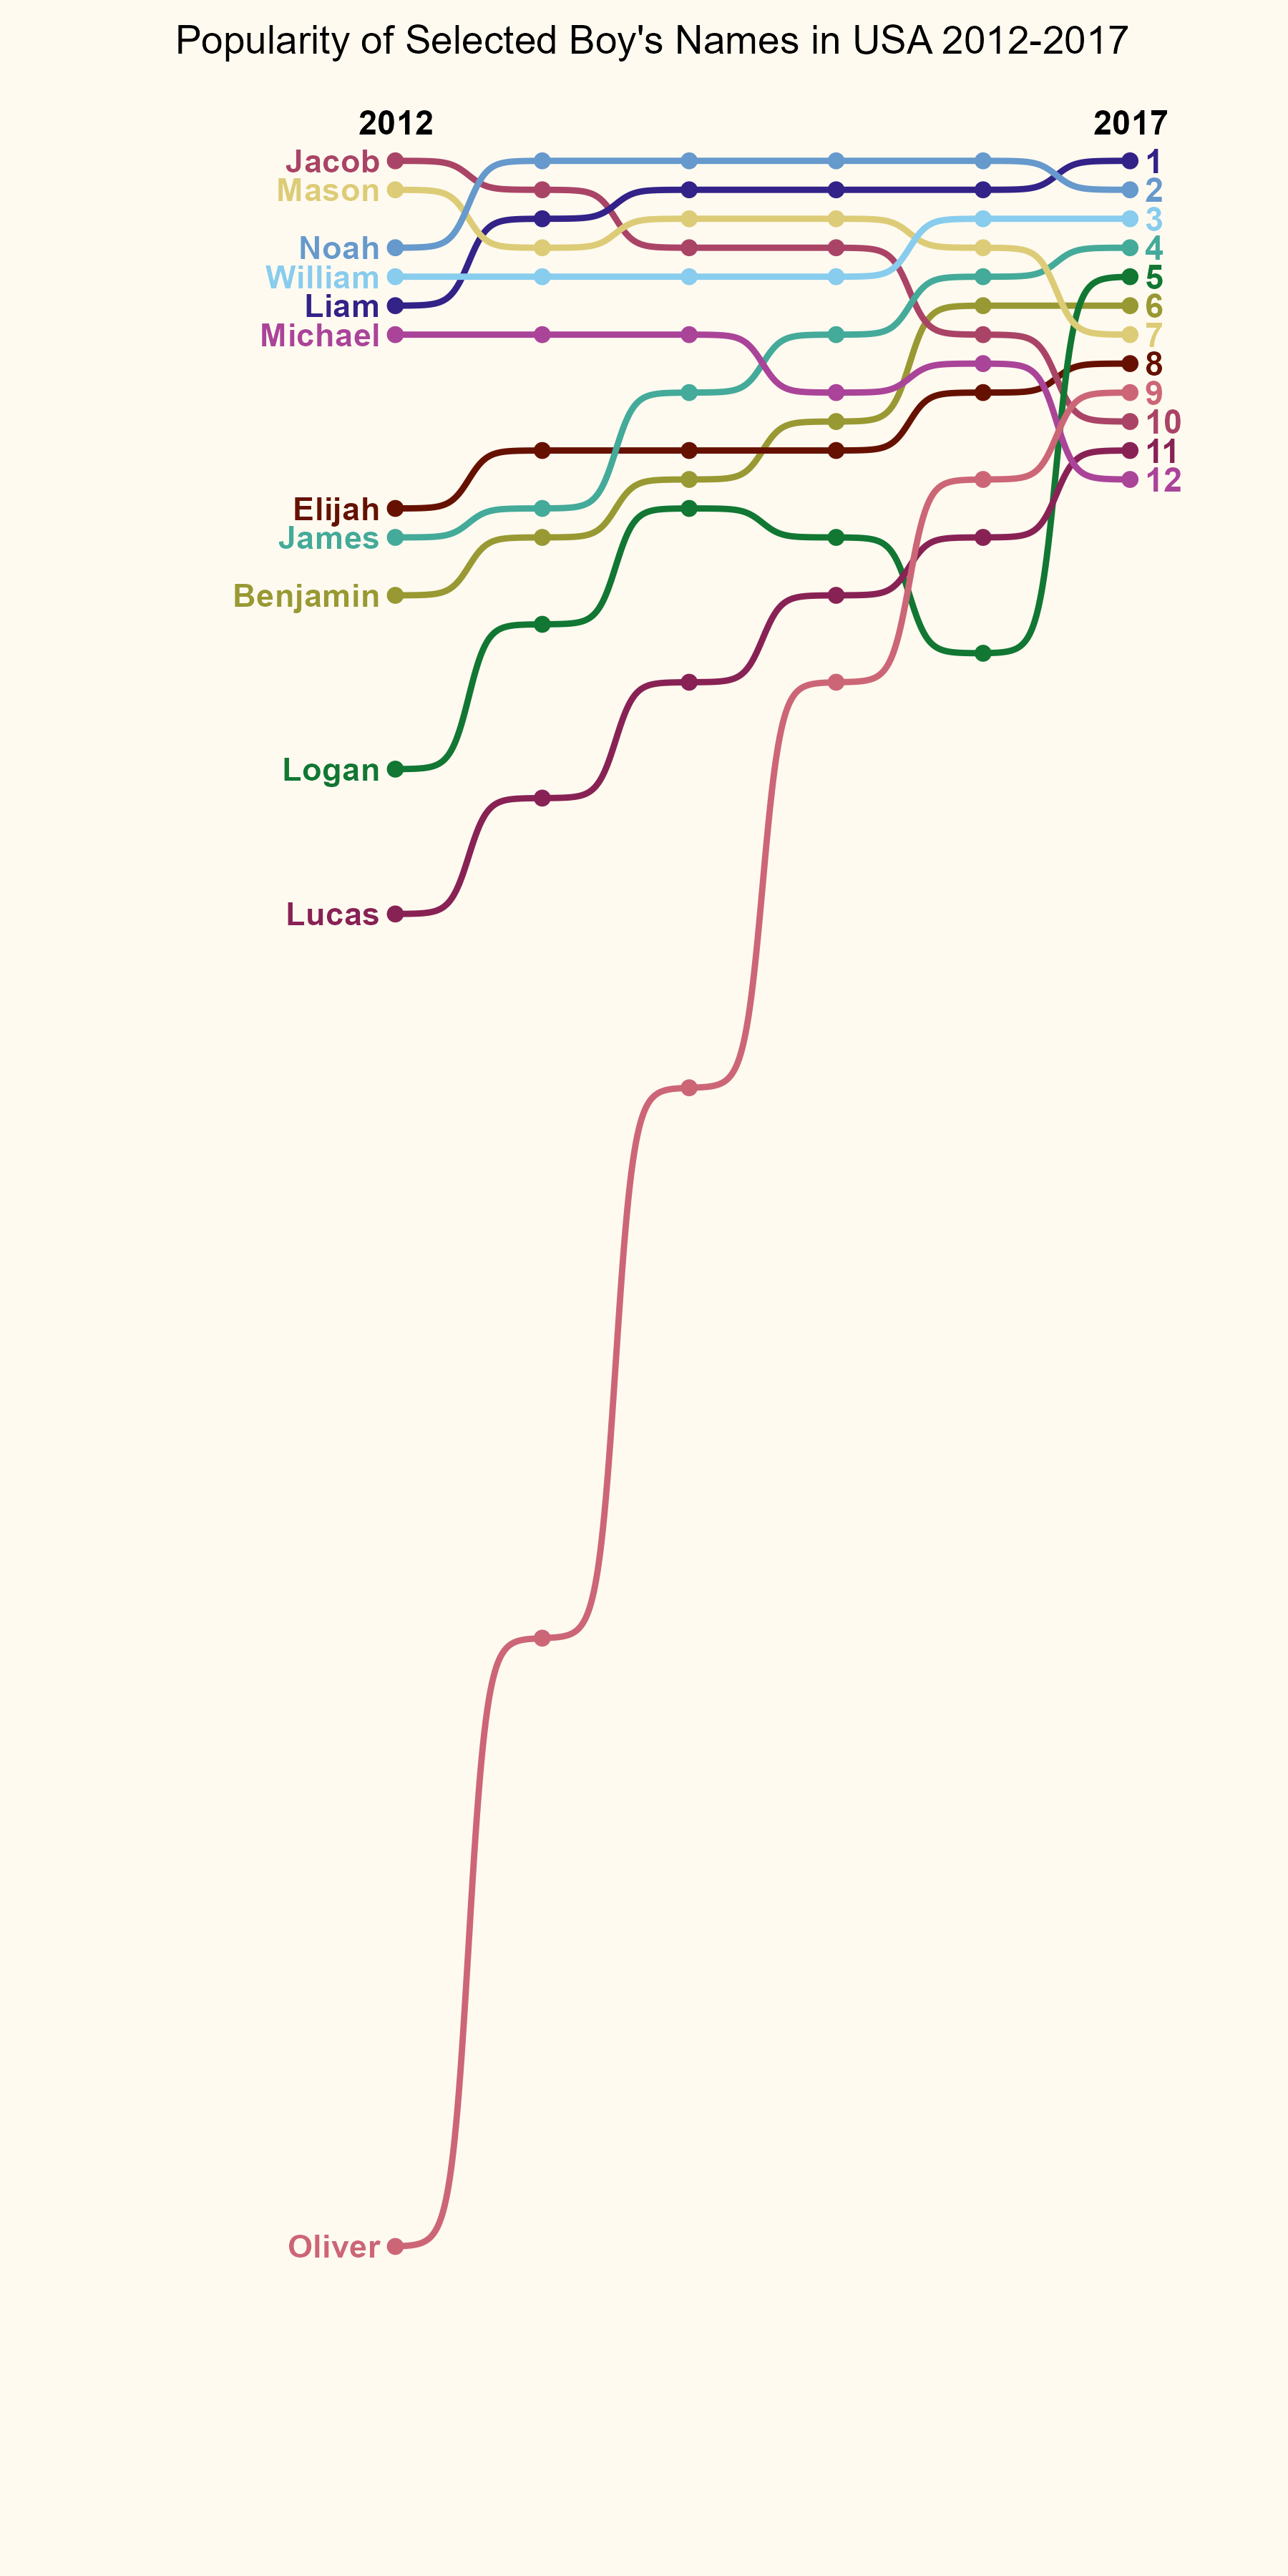 Popularity of Selected Boy's Names in USA 2012-2017
2012 2017
Jacob 1
Mason 2
3
Noah 4
William 5
Liam 6
Michael 7
8
9
10
11
12
Elijah
James
Benjamin
Logan
Lucas
Oliver